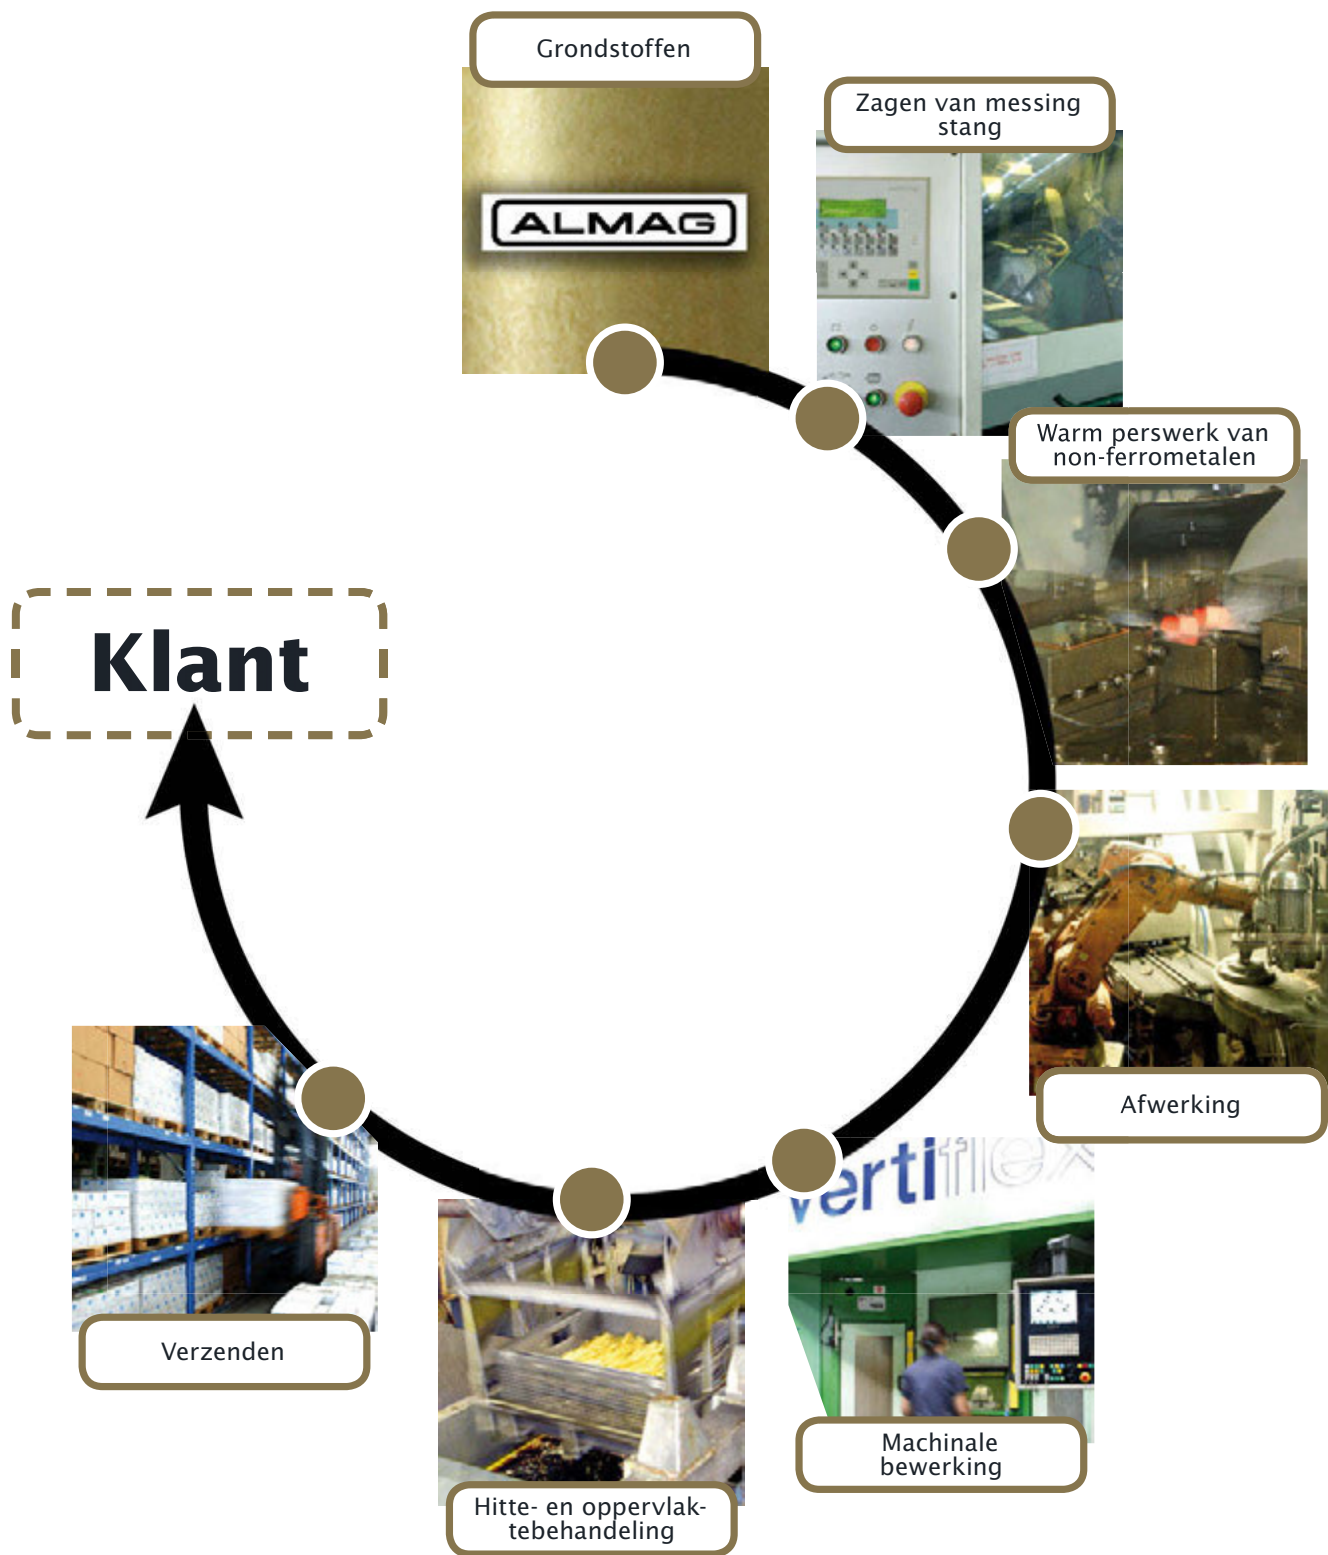 Grondstoffen
ALMAG
Zagen van messing
stang
Warm perswerk van
non-ferrometalen
Klant
Afwerking
vertiflex
Machinale
bewerking
Hitte- en oppervlak-
tebehandeling
Verzenden